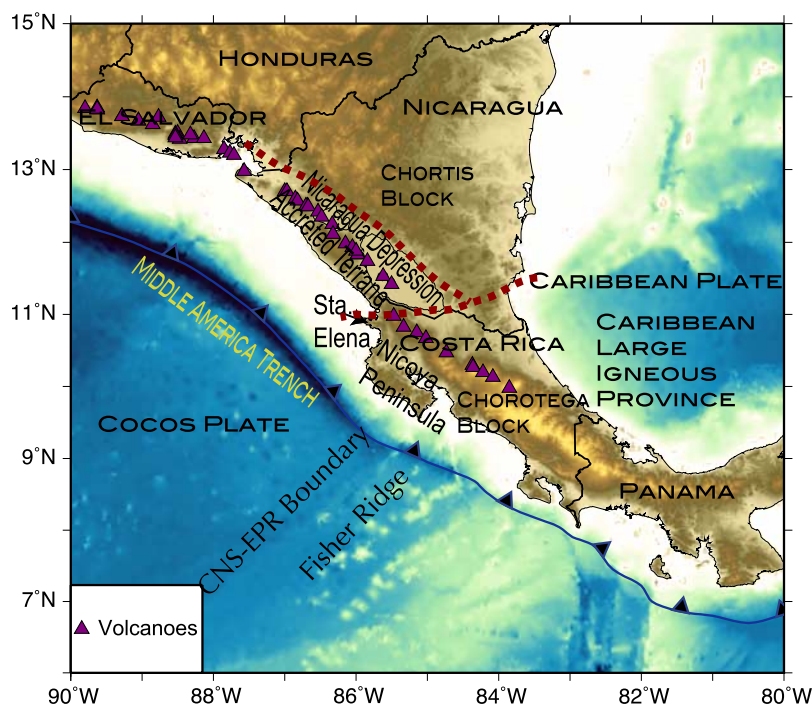 15°N
HONDURAS
NICARAGUA
EL SALVADOR
13°N
CHORTIS
BLOCK
Nicaragua Depression
Accreted Terrane
CARIBBEAN PLATE
MIDDLE AMERICA TRENCH
11°N
Sta
Elena
CARIBBEAN
LARGE
IGNEOUS
PROVINCE
COSTA RICA
Nicoya
Peninsula
CHOROTEGA
BLOCK
COCOS PLATE
9°N
CNS-EPR Boundary
Fisher Ridge
PANAMA
7°N
Volcanoes
90°W
88°W
86°W
84°W
82°W
80°W